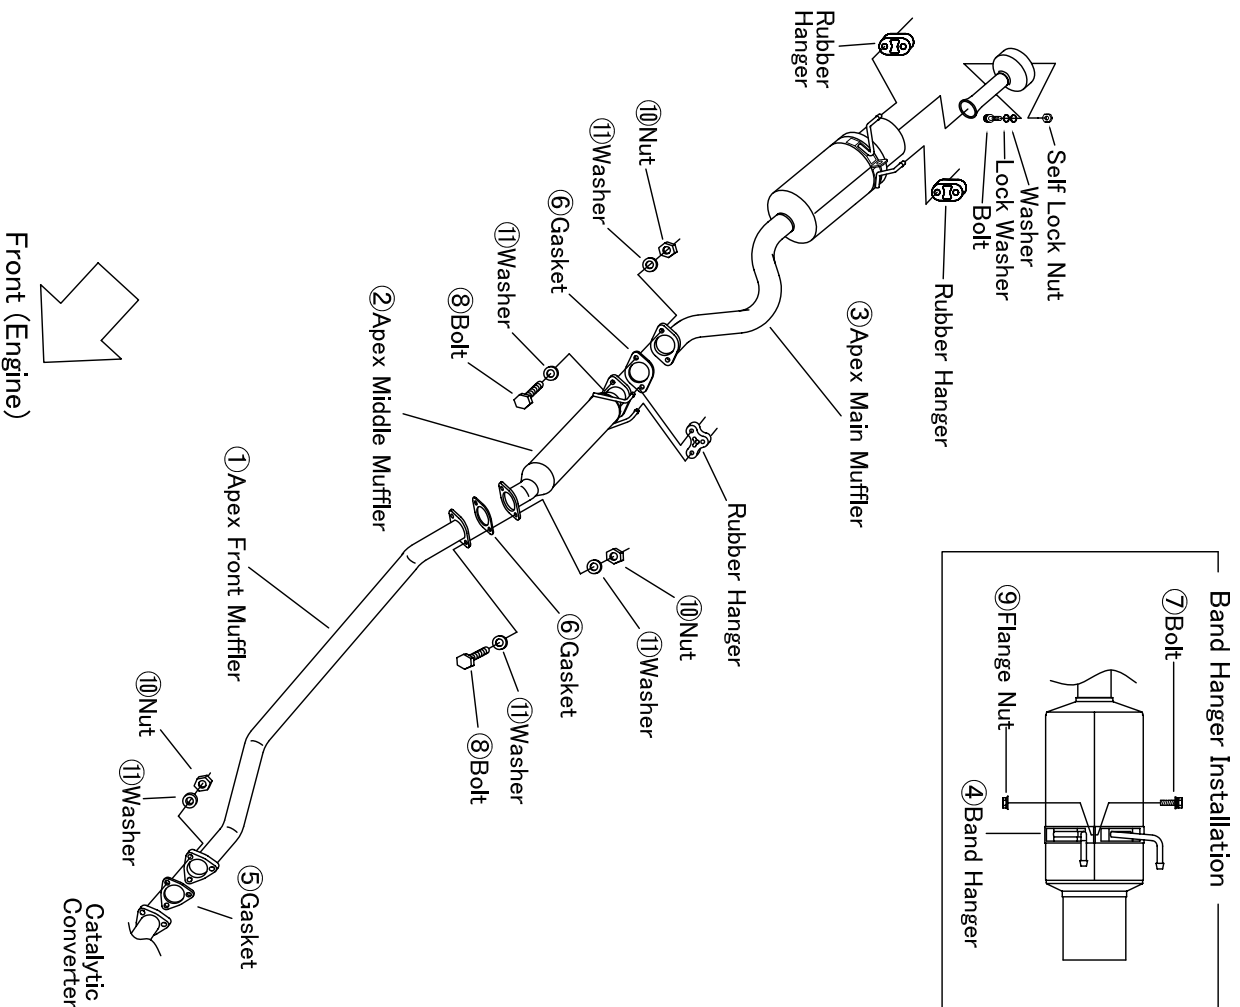 Band Hanger Installation
⑦Bolt
⑨Flange Nut
④Band Hanger
Self Lock Nut
Washer
Lock Washer
Bolt
Rubber Hanger
Rubber
Hanger
③Apex Main Muffler
Rubber Hanger
⑩Nut
⑪Washer
⑥Gasket
⑪Washer
⑧Bolt
②Apex Middle Muffler
⑩Nut
⑪Washer
⑥Gasket
⑪Washer
⑧Bolt
①Apex Front Muffler
⑩Nut
⑪Washer
⑤Gasket
Catalytic
Converter
Front (Engine)